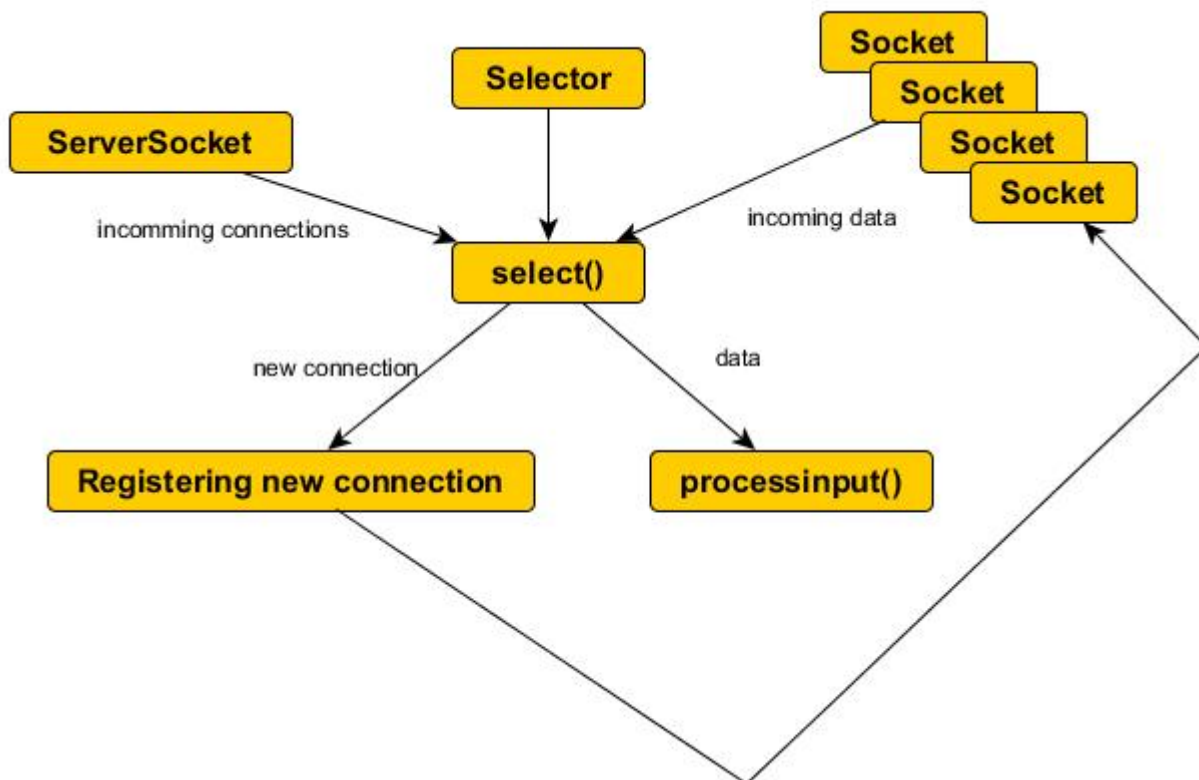 Socket
Selector
Socket
ServerSocket
Socket
Socket
incomming connections
incoming data
select()
new connection
data
Registering new connection
processinput()